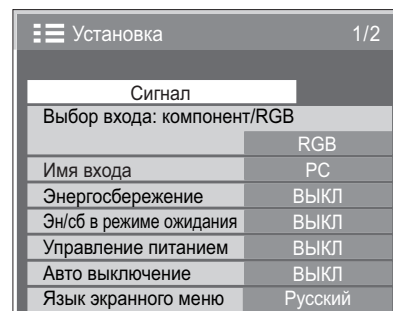 Установка 1/2
Сигнал
Выбор входа: компонент/RGB
RGB
Имя входа PC
Энергосбережение ВЫКЛ
Эн/сб в режиме ожидания ВЫКЛ
Управление питанием ВЫКЛ
Авто выключение ВЫКЛ
Язык экранного меню Русский